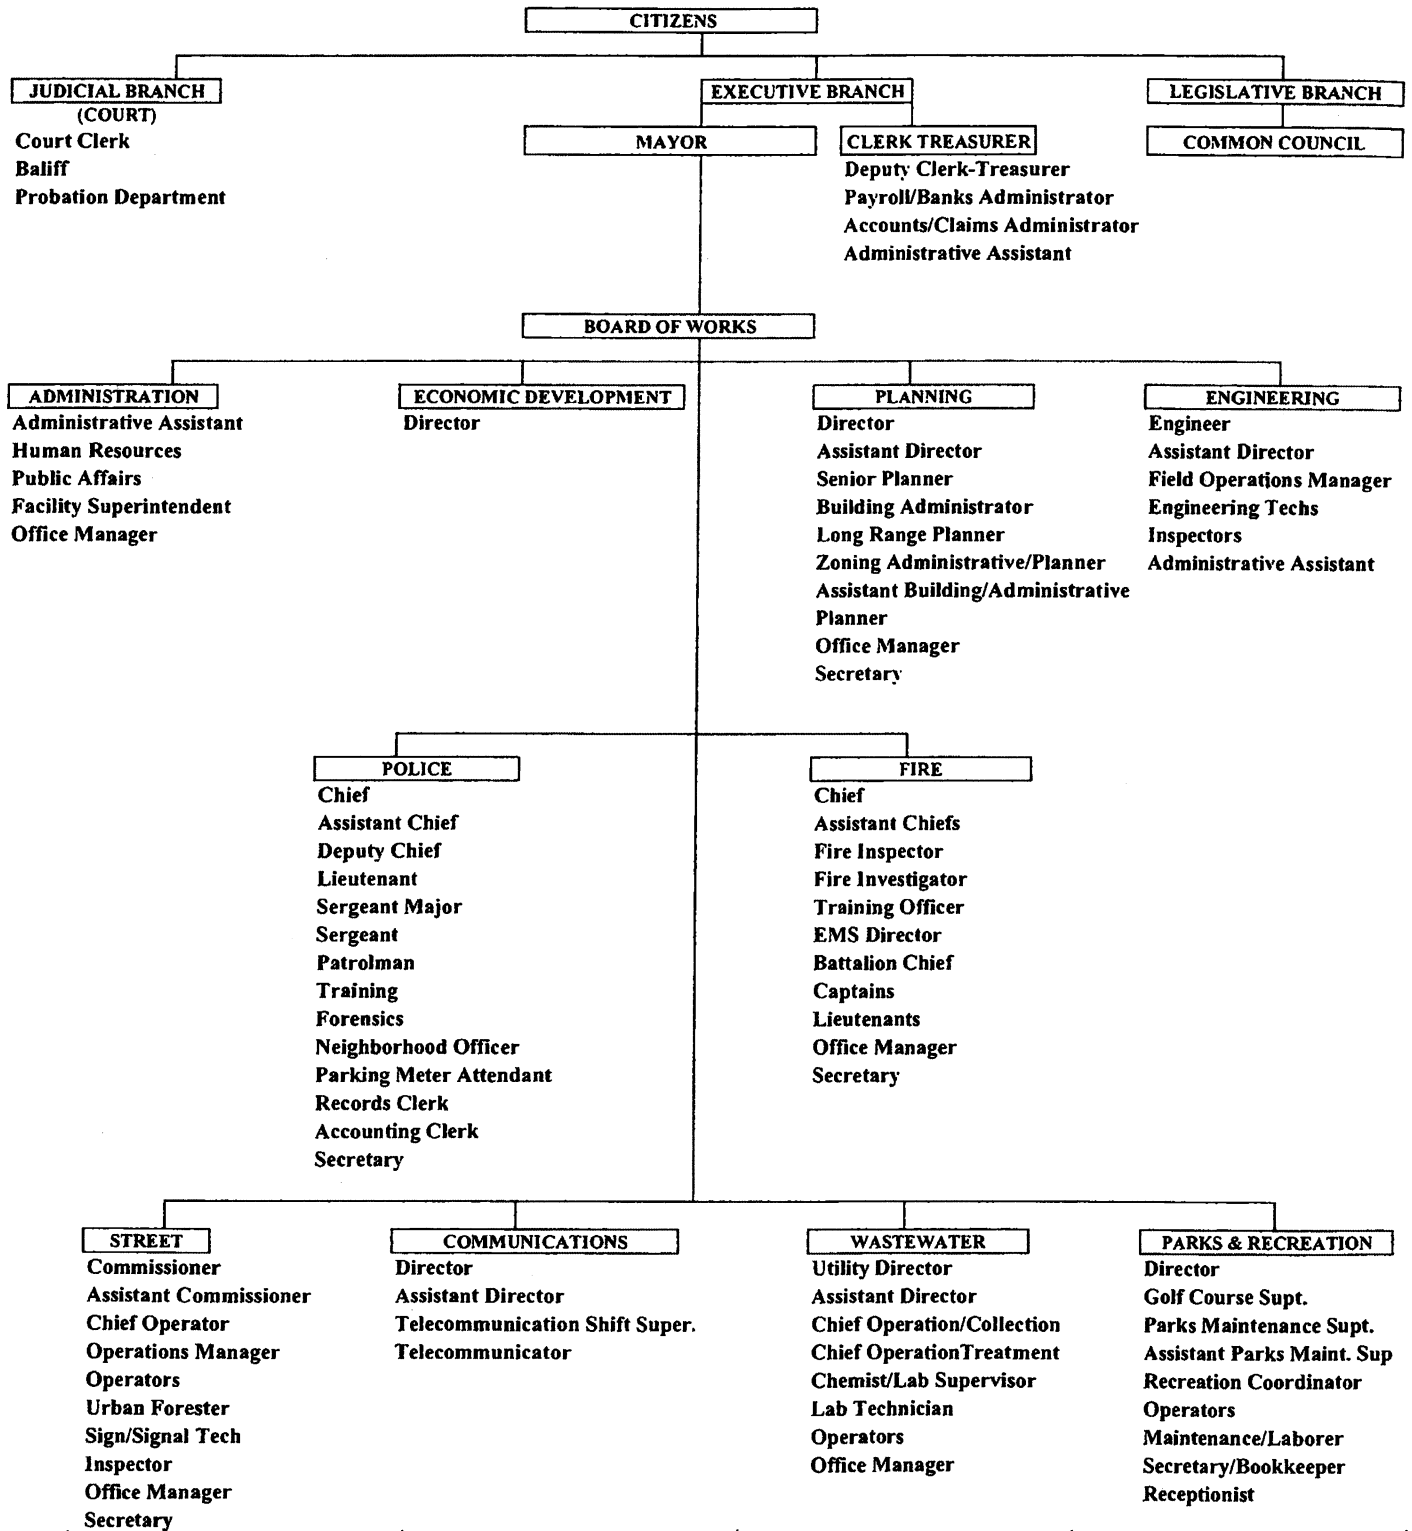 CITIZENS
JUDICIAL BRANCH
(COURT)
Court Clerk
Baliff
Probation Department
EXECUTIVE BRANCH
MAYOR
CLERK TREASURER
Deputy Clerk-Treasurer
Payroll/Banks Administrator
Accounts/Claims Administrator
Administrative Assistant
LEGISLATIVE BRANCH
COMMON COUNCIL
BOARD OF WORKS
ADMINISTRATION
Administrative Assistant
Human Resources
Public Affairs
Facility Superintendent
Office Manager
ECONOMIC DEVELOPMENT
Director
PLANNING
Director
Assistant Director
Senior Planner
Building Administrator
Long Range Planner
Zoning Administrative/Planner
Assistant Building/Administrative
Planner
Office Manager
Secretary
ENGINEERING
Engineer
Assistant Director
Field Operations Manager
Engineering Techs
Inspectors
Administrative Assistant
POLICE
Chief
Assistant Chief
Deputy Chief
Lieutenant
Sergeant Major
Sergeant
Patrolman
Training
Forensics
Neighborhood Officer
Parking Meter Attendant
Records Clerk
Accounting Clerk
Secretary
FIRE
Chief
Assistant Chiefs
Fire Inspector
Fire Investigator
Training Officer
EMS Director
Battalion Chief
Captains
Lieutenants
Office Manager
Secretary
STREET
Commissioner
Assistant Commissioner
Chief Operator
Operations Manager
Operators
Urban Forester
Sign/Signal Tech
Inspector
Office Manager
Secretary
COMMUNICATIONS
Director
Assistant Director
Telecommunication Shift Super.
Telecommunicator
WASTEWATER
Utility Director
Assistant Director
Chief Operation/Collection
Chief OperationTreatment
Chemist/Lab Supervisor
Lab Technician
Operators
Office Manager
PARKS & RECREATION
Director
Golf Course Supt.
Parks Maintenance Supt.
Assistant Parks Maint. Sup
Recreation Coordinator
Operators
Maintenance/Laborer
Secretary/Bookkeeper
Receptionist